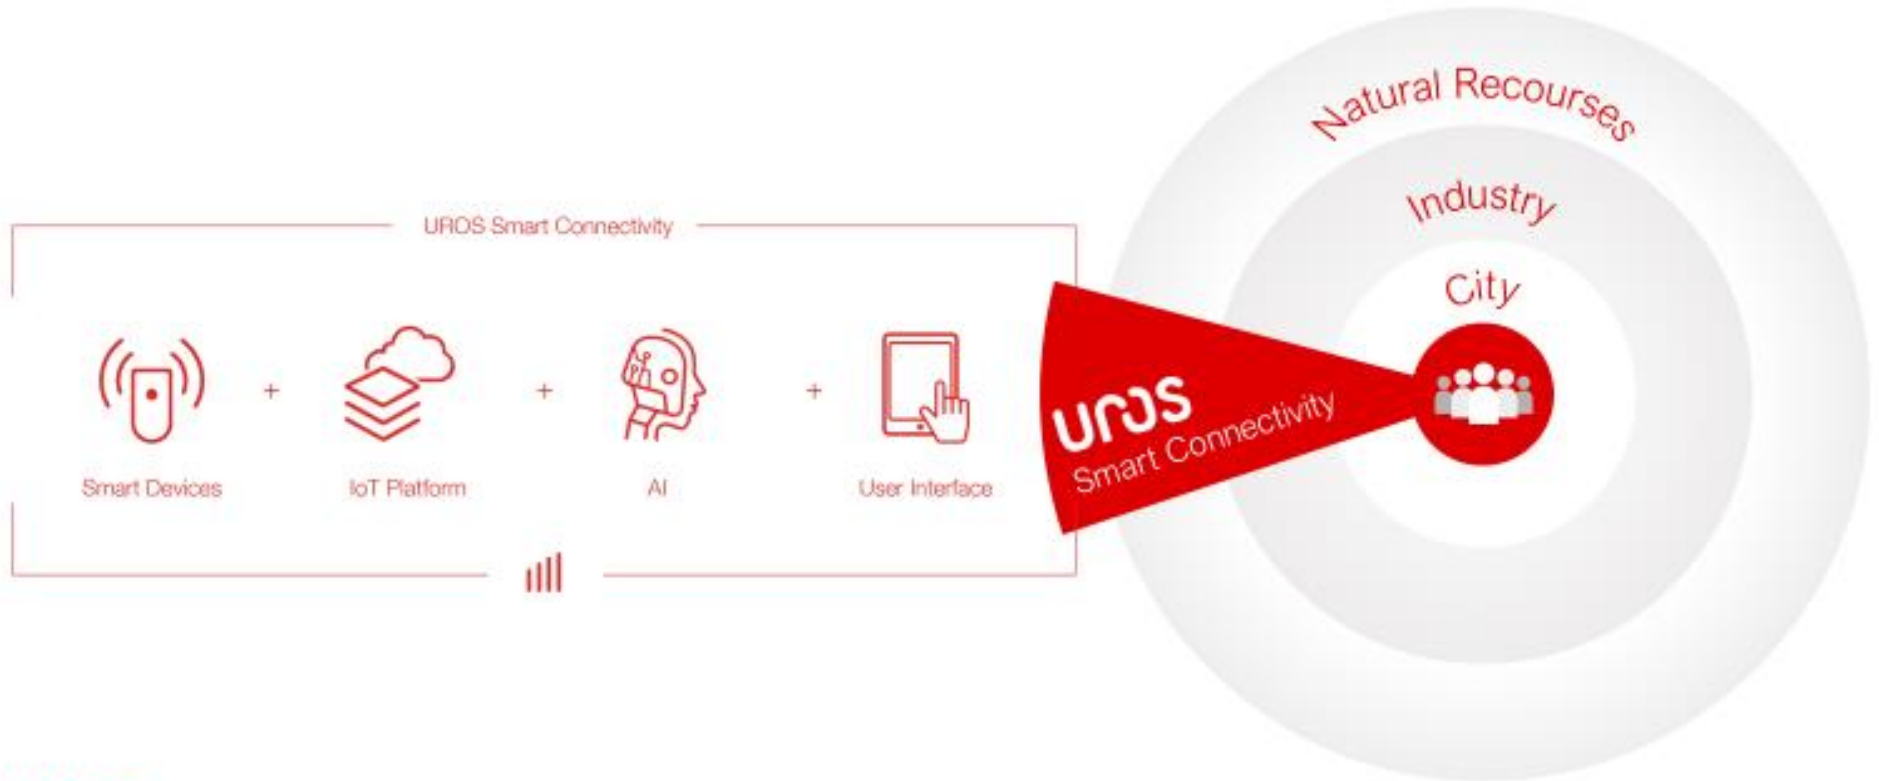 UROS Smart Connectivity
Smart Devices
+
IoT Platform
+
AI
+
User Interface
uros
Smart Connectivity
Natural Recourses
Industry
City